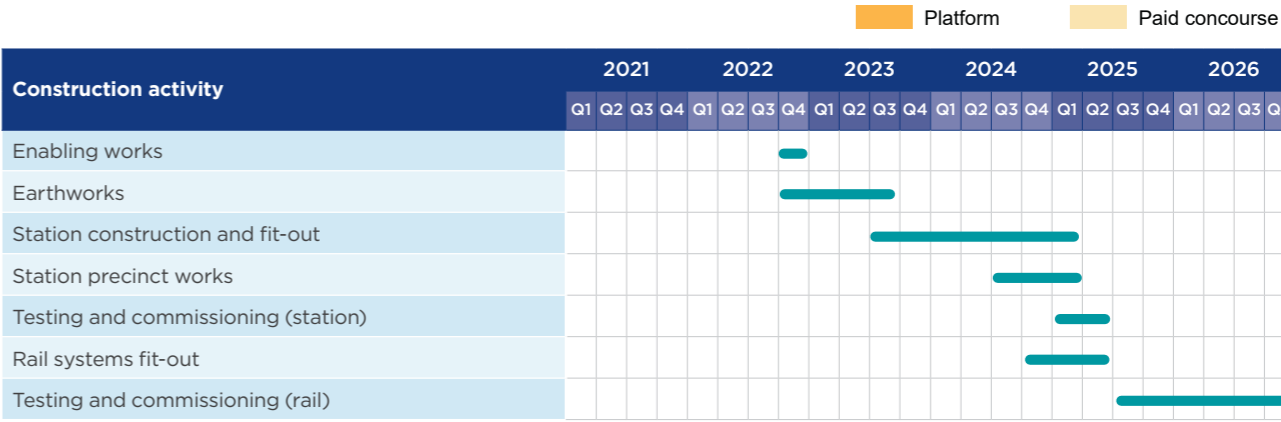 Platform Paid concourse
Construction activity 2021 2022 2023 2024 2025 2026
Q1 Q2 Q3 Q4 Q1 Q2 Q3 Q4 Q1 Q2 Q3 Q4 Q1 Q2 Q3 Q4 Q1 Q2 Q3 Q4 Q1 Q2 Q3
Enabling works
Earthworks
Station construction and fit-out
Station precinct works
Testing and commissioning (station)
Rail systems fit-out
Testing and commissioning (rail)